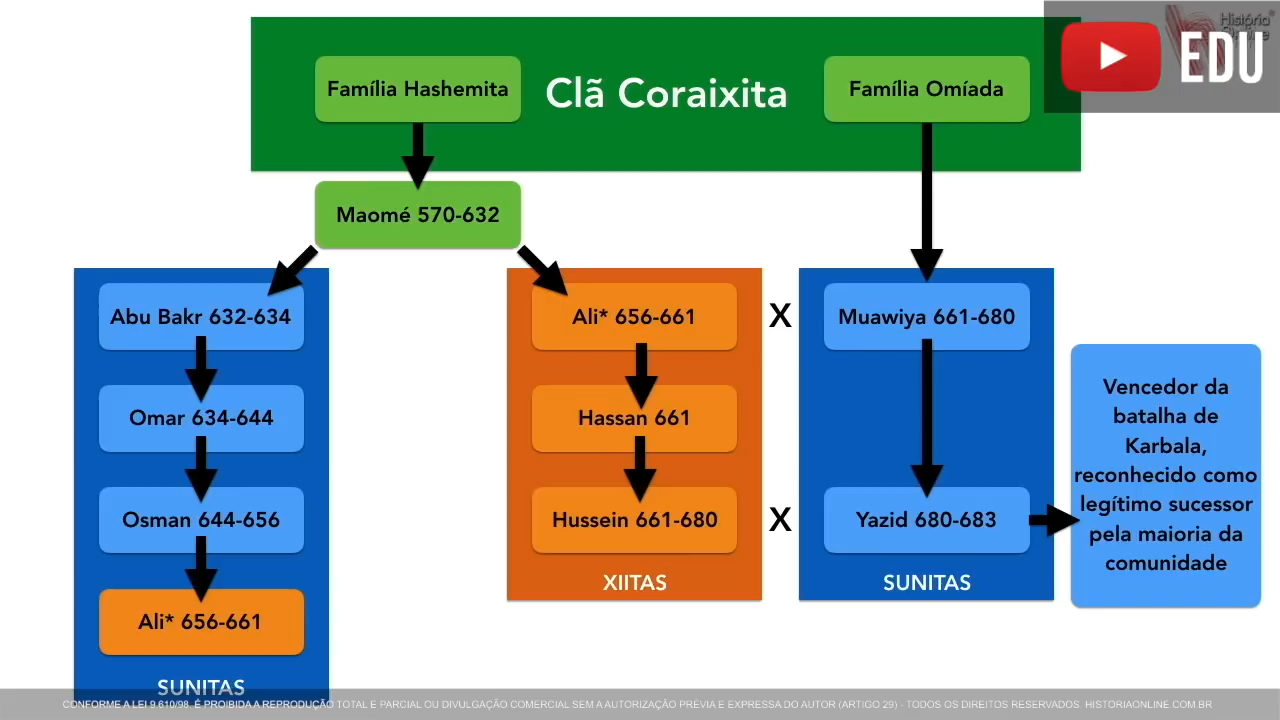 História
Online
EDU
Família Hashemita
Clã Coraixita
Família Omíada
Maomé 570-632
Abu Bakr 632-634
Omar 634-644
Osman 644-656
Ali* 656-661
SUNITAS
Ali* 656-661
Hassan 661
Hussein 661-680
XIITAS
X
X
Muawiya 661-680
Yazid 680-683
SUNITAS
Vencedor da
batalha de
Karbala,
reconhecido como
legítimo sucessor
pela maioria da
comunidade
CONFORME A LEI 9.610/98, É PROIBIDA A REPRODUÇÃO TOTAL E PARCIAL OU DIVULGAÇÃO COMERCIAL SEM A AUTORIZAÇÃO PRÉVIA E EXPRESSA DO AUTOR (ARTIGO 29) - TODOS OS DIREITOS RESERVADOS. HISTORIAONLINE.COM.BR